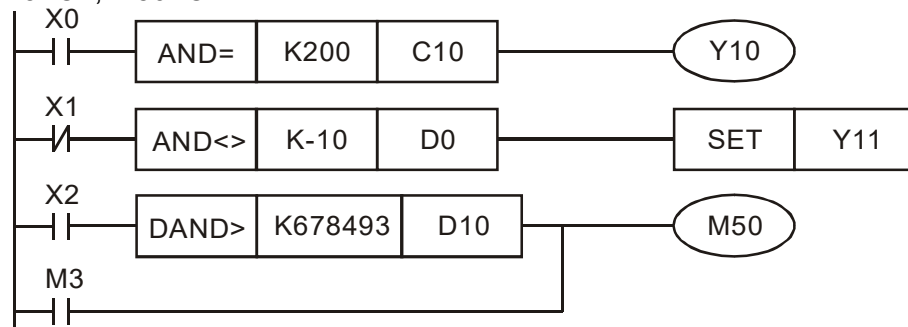 X0
AND= K200 C10 Y10
X1
AND<> K-10 D0 SET Y11
X2
DAND> K678493 D10 M50
M3